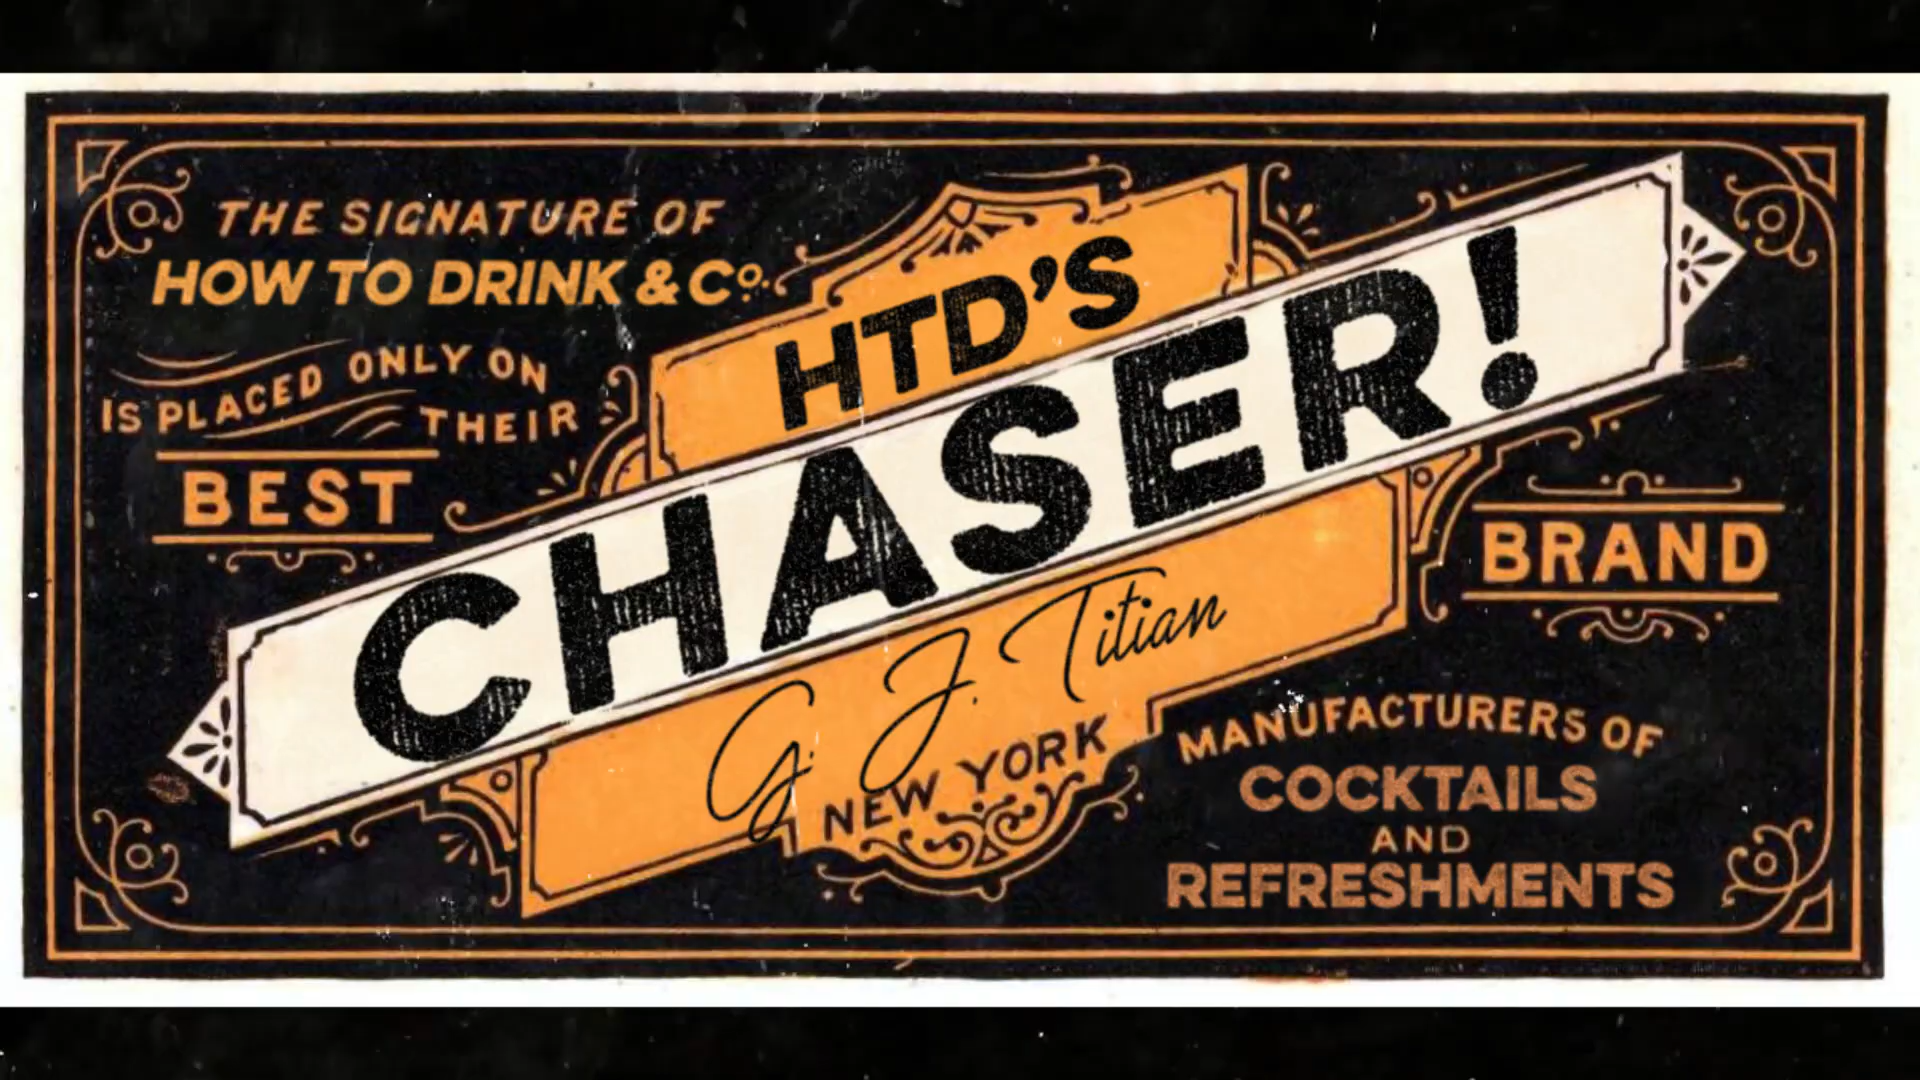 THE SIGNATURE OF
HOW TO DRINK & Co.
IS PLACED ONLY ON
THEIR
BEST
HTD'S
CHASER!
G. J. Titian
NEW YORK
BRAND
MANUFACTURERS OF
COCKTAILS
AND
REFRESHMENTS